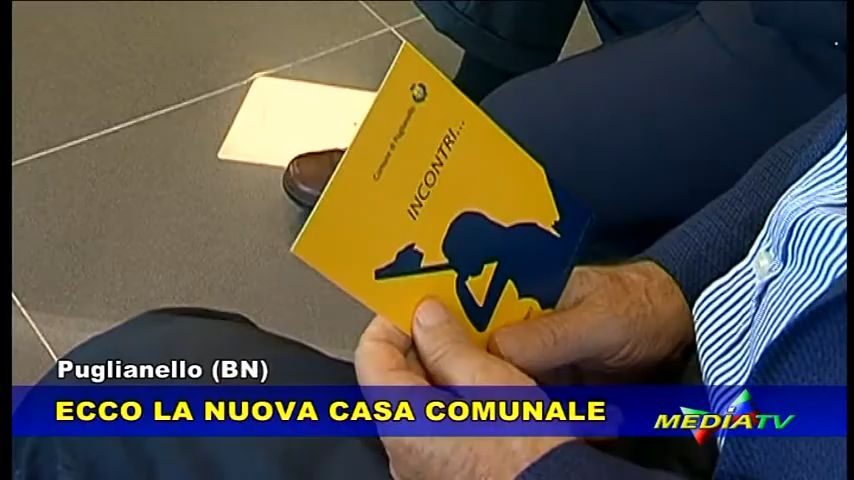 Comune di Puglianello
INCONTRI...
Puglianello (BN)
ECCO LA NUOVA CASA COMUNALE
MEDIATV